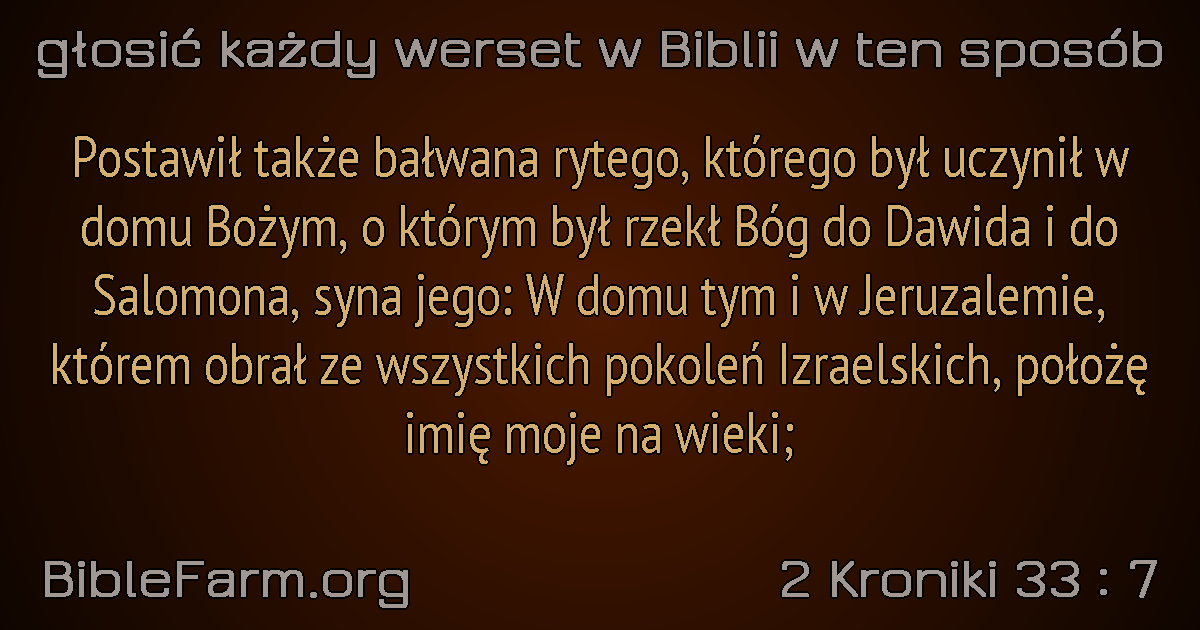 głosić każdy werset w Biblii w ten sposób
Postawił także bałwana rytego, którego był uczynił w
domu Bożym, o którym był rzekł Bóg do Dawida i do
Salomona, syna jego: W domu tym i w Jeruzalemie,
którem obrał ze wszystkich pokoleń Izraelskich, położę
imię moje na wieki;
BibleFarm.org
2 Kroniki 33 : 7